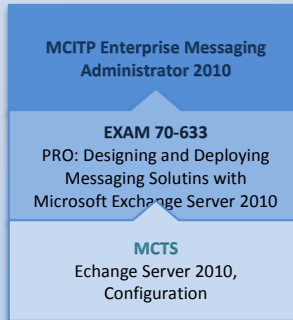 MCITP Enterprise Messaging
Administrator 2010
EXAM 70-633
PRO: Designing and Deploying
Messaging Solutins with
Microsoft Exchange Server 2010
MCTS
Echange Server 2010,
Configuration